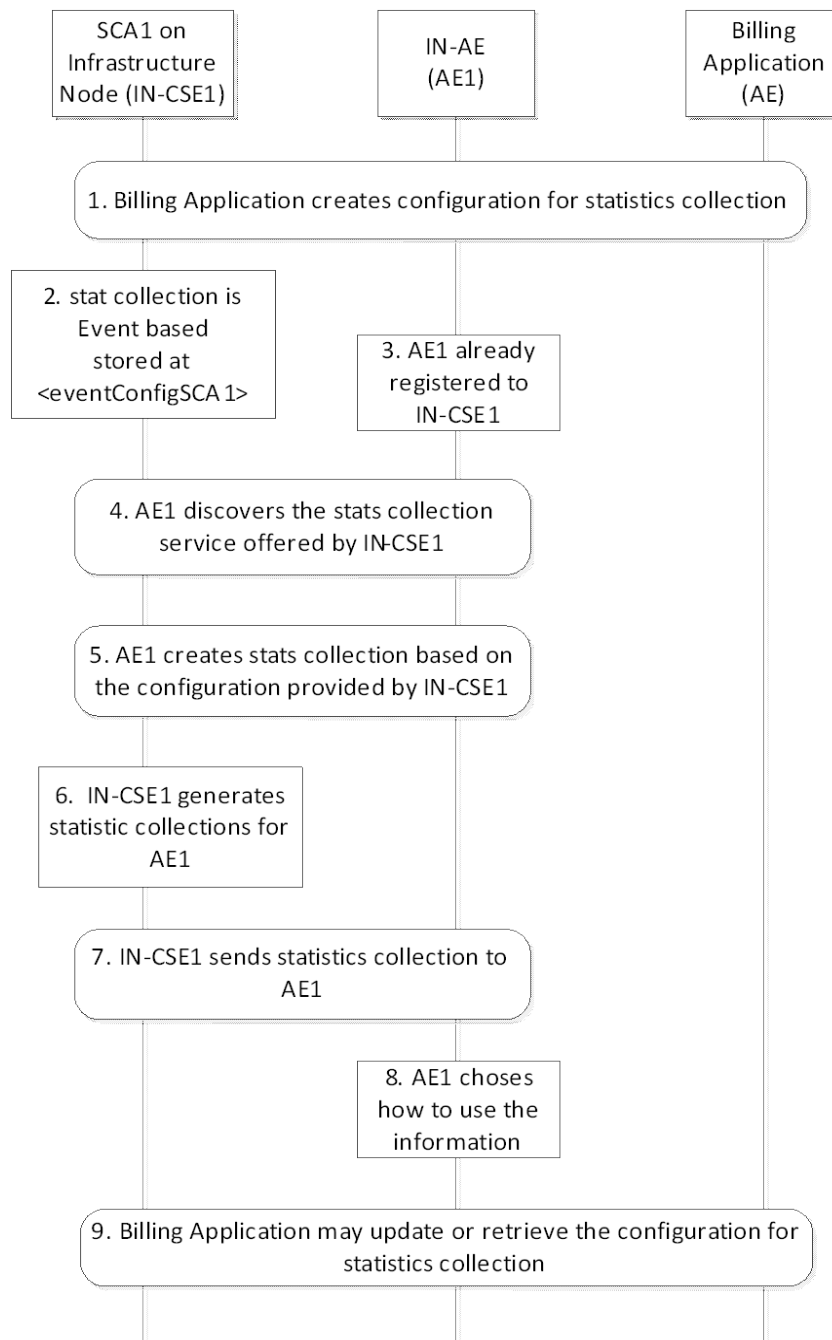 SCA1 on
Infrastructure
Node (IN-CSE1)
IN-AE
(AE1)
Billing
Application
(AE)
1. Billing Application creates configuration for statistics collection
2. stat collection is
Event based
stored at
<eventConfigSCA1>
3. AE1 already
registered to
IN-CSE1
4. AE1 discovers the stats collection
service offered by IN-CSE1
5. AE1 creates stats collection based on
the configuration provided by IN-CSE1
6. IN-CSE1 generates
statistic collections for
AE1
7. IN-CSE1 sends statistics collection to
AE1
8. AE1 choses
how to use the
information
9. Billing Application may update or retrieve the configuration for
statistics collection